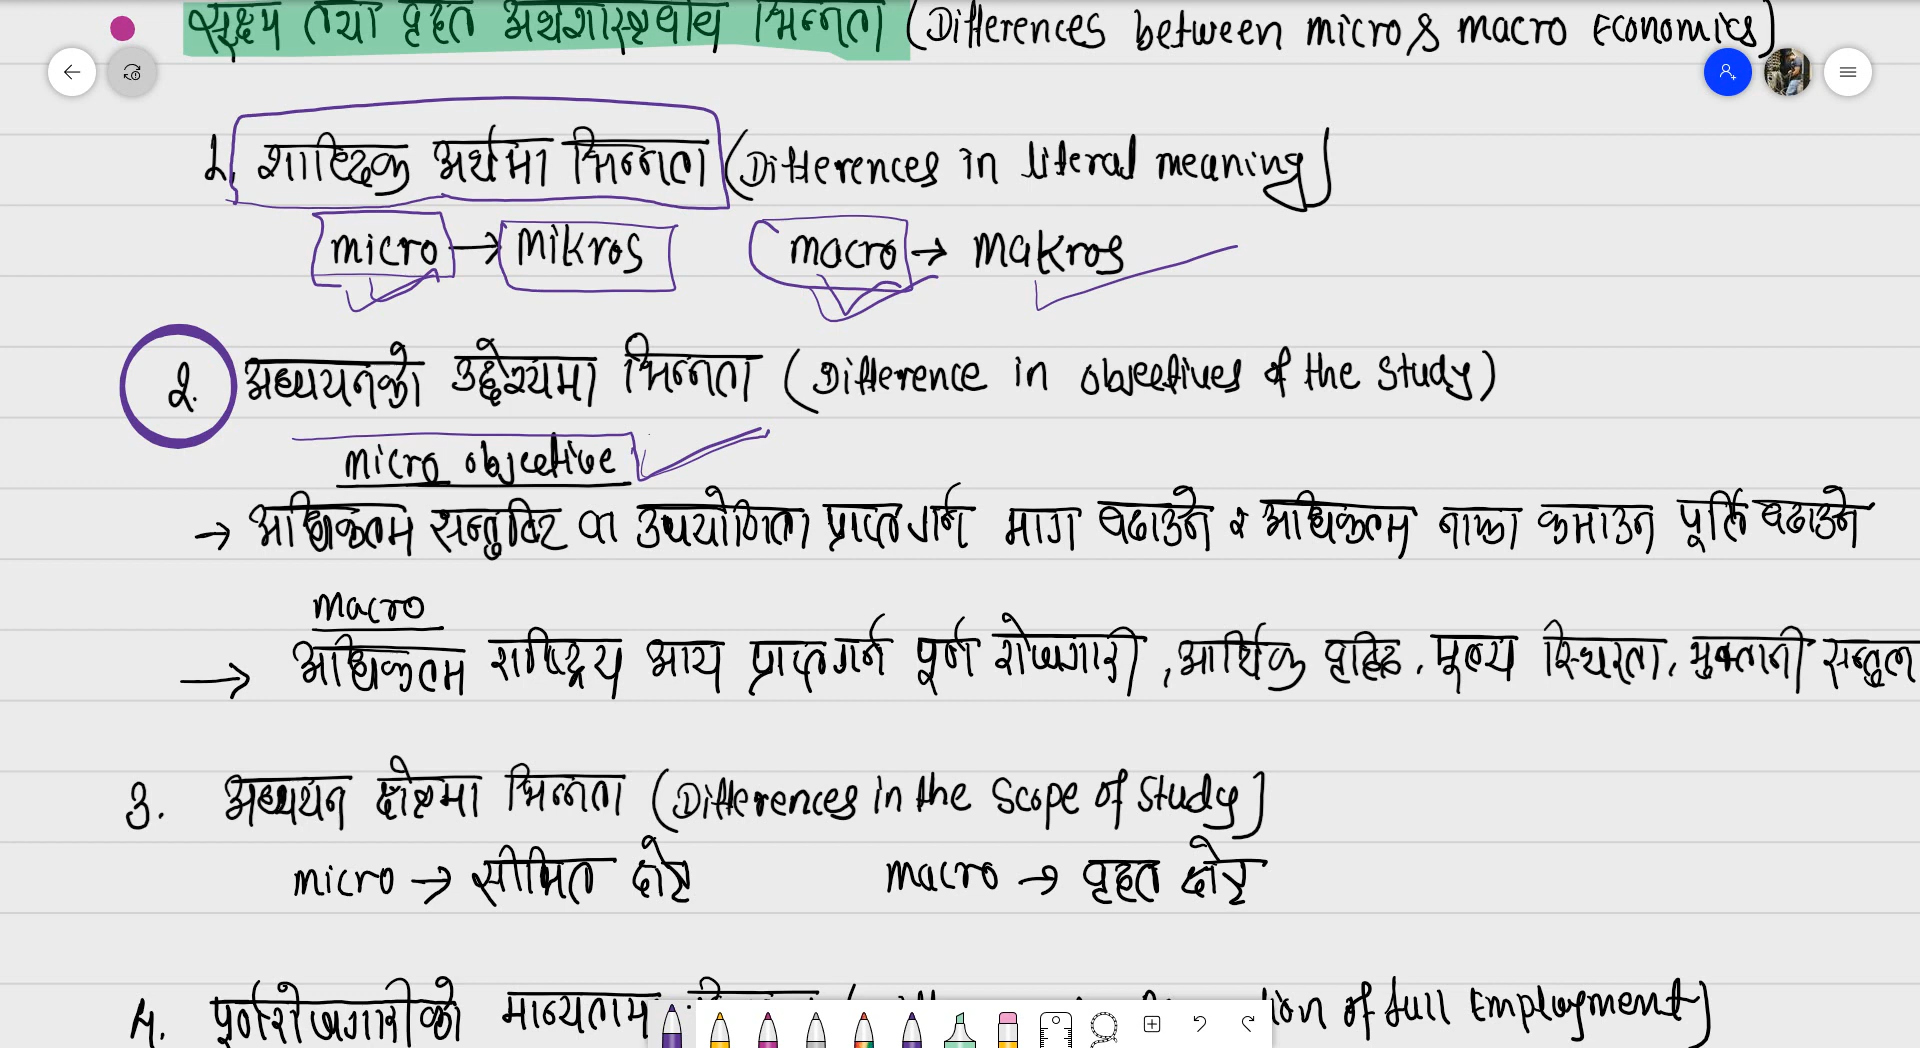 सूक्ष्म तथा वृहत अर्थशास्त्रबीच भिन्नता (Differences between micro & macro Economics)
1. शाब्दिक अर्थमा भिन्नता (Differences in literal meaning)
micro → Mikros macro → Makros
2. अध्ययनको उद्देश्यमा भिन्नता (Difference in objectives of the Study)
micro objective
→ अधिकतम सन्तुष्टि वा उपयोगिता प्राप्त गर्न माग बढाउने र अधिकतम नाफा कमाउन पूर्ति बढाउने
macro
→ अधिकतम राष्ट्रिय आय प्राप्त गर्न पूर्ण रोजगारी, आर्थिक वृद्धि, मूल्य स्थिरता, भुक्तानी सन्तुल
3. अध्ययन क्षेत्रमा भिन्नता (Differences in the Scope of Study)
micro → सीमित क्षेत्र macro → वृहत क्षेत्र
4. पूर्णरोजगारीको मान्यताम of full Employment)